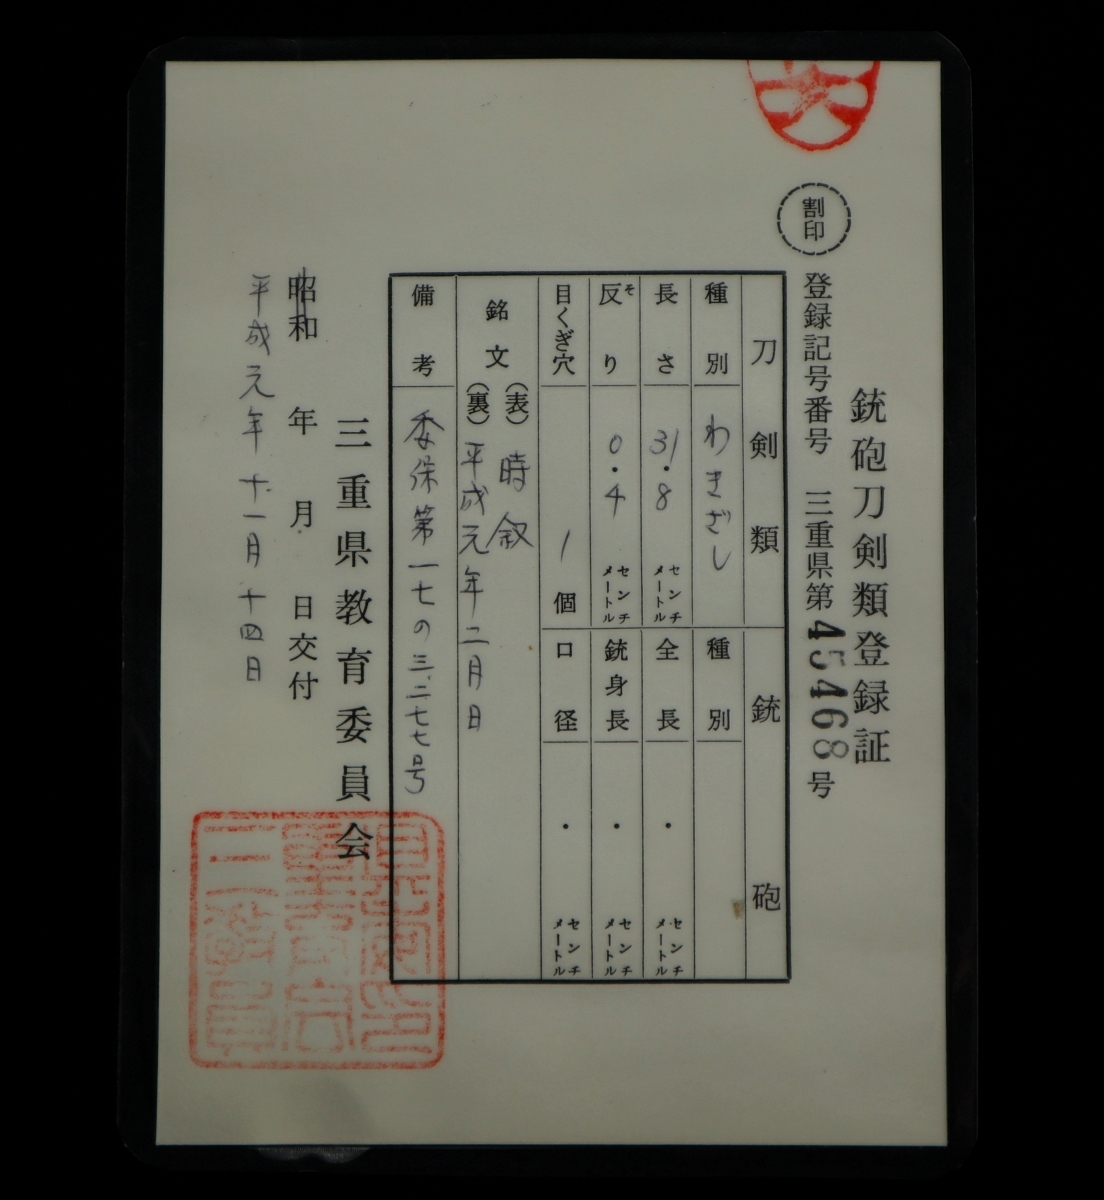 銃砲刀剣類登録証
割印
登録記号番号 三重県第45468号
刀剣類
銃砲
種別 わきざし
種別
長さ 31.8 センチメートル
全長 ・ センチメートル
反り そ 0.4 センチメートル
銃身長 ・ センチメートル
目くぎ穴 1個
口径 ・ センチメートル
銘文 (表) 時叙
(裏) 平成元年二月日
備考 委保第一七の三、二七七号
三重県教育委員会
昭和 年 月 日交付
平成元年十一月十四日